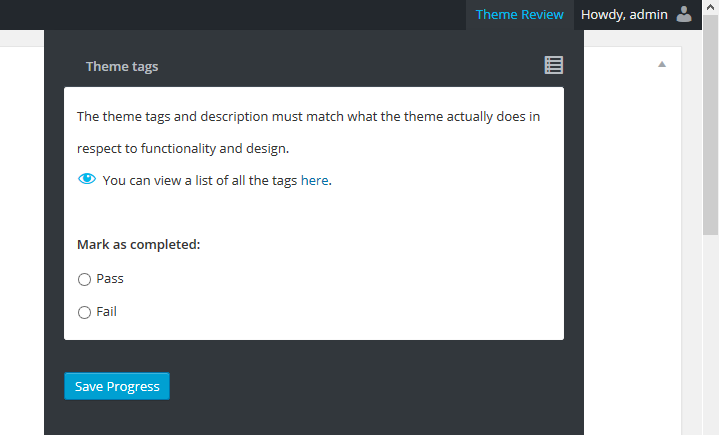 Theme Review Howdy, admin
Theme tags
The theme tags and description must match what the theme actually does in
respect to functionality and design.
You can view a list of all the tags here.
Mark as completed:
Pass
Fail
Save Progress